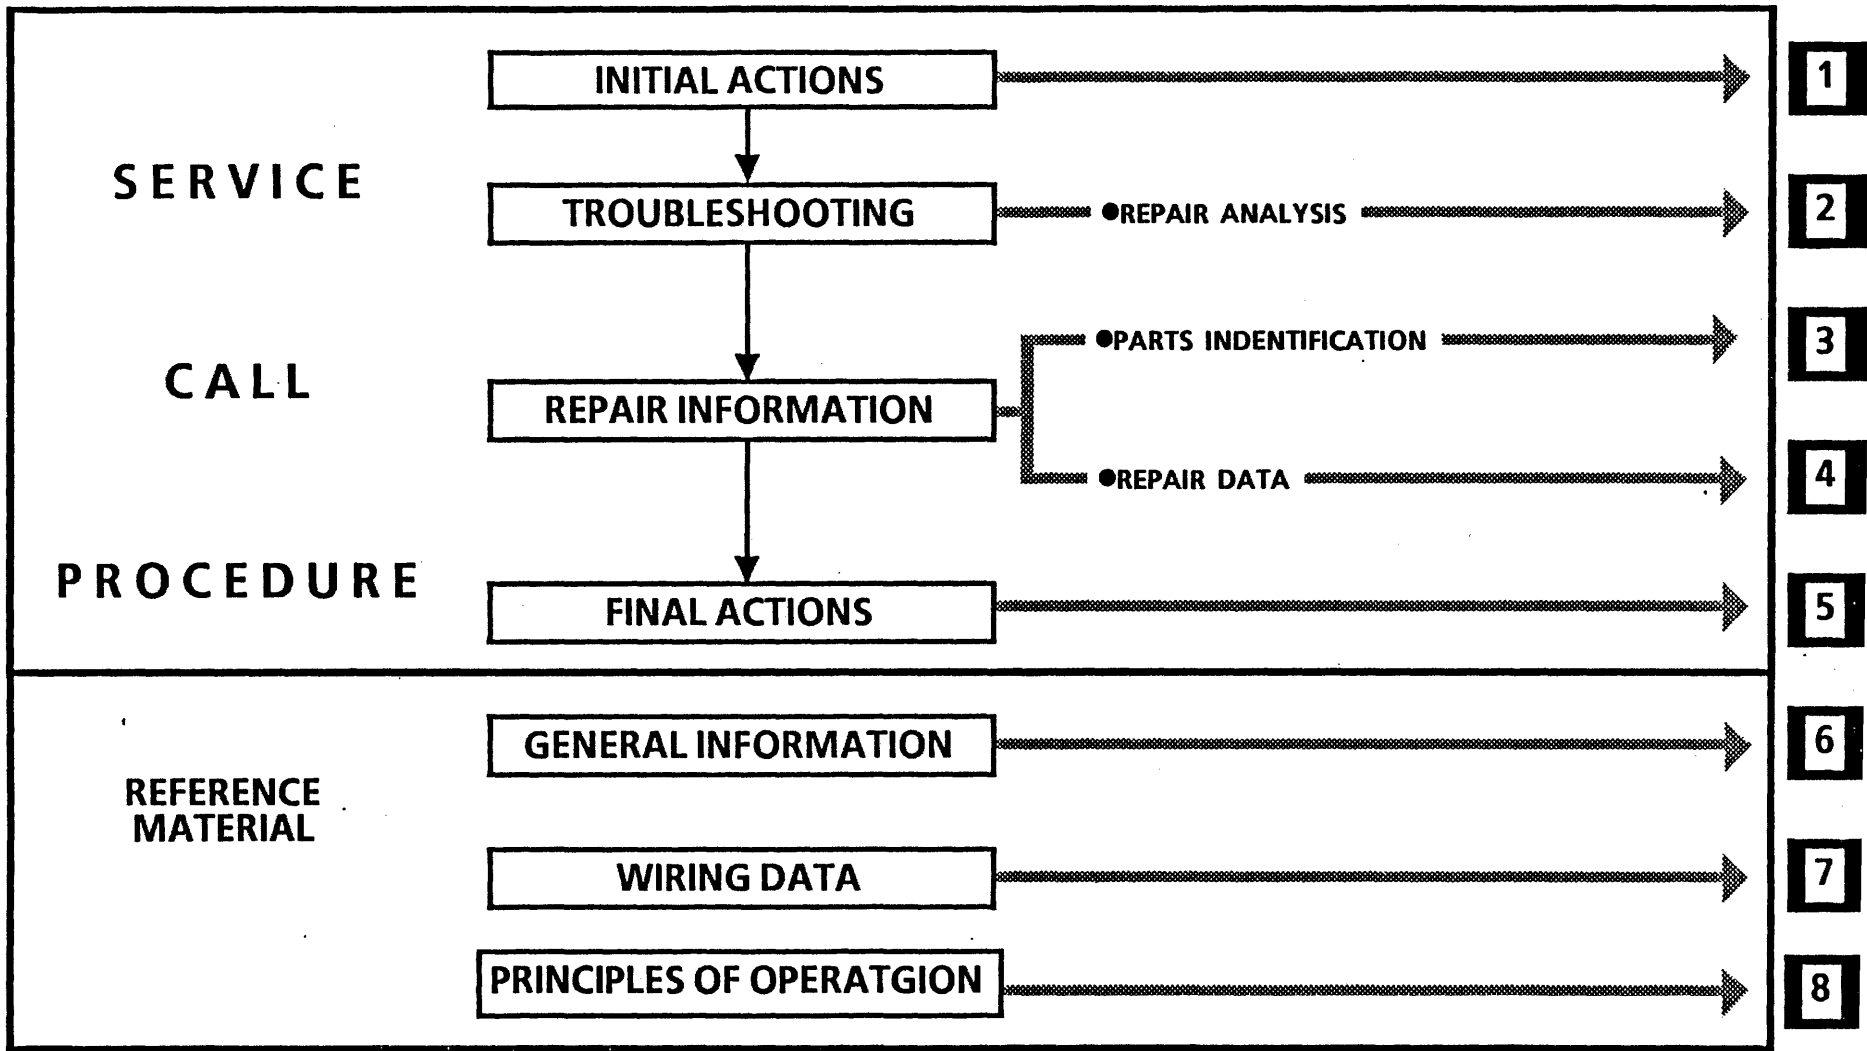 INITIAL ACTIONS
1
SERVICE
TROUBLESHOOTING
●REPAIR ANALYSIS
2
●PARTS INDENTIFICATION
3
CALL
REPAIR INFORMATION
●REPAIR DATA
4
PROCEDURE
FINAL ACTIONS
5
GENERAL INFORMATION
6
REFERENCE
MATERIAL
WIRING DATA
7
PRINCIPLES OF OPERATGION
8